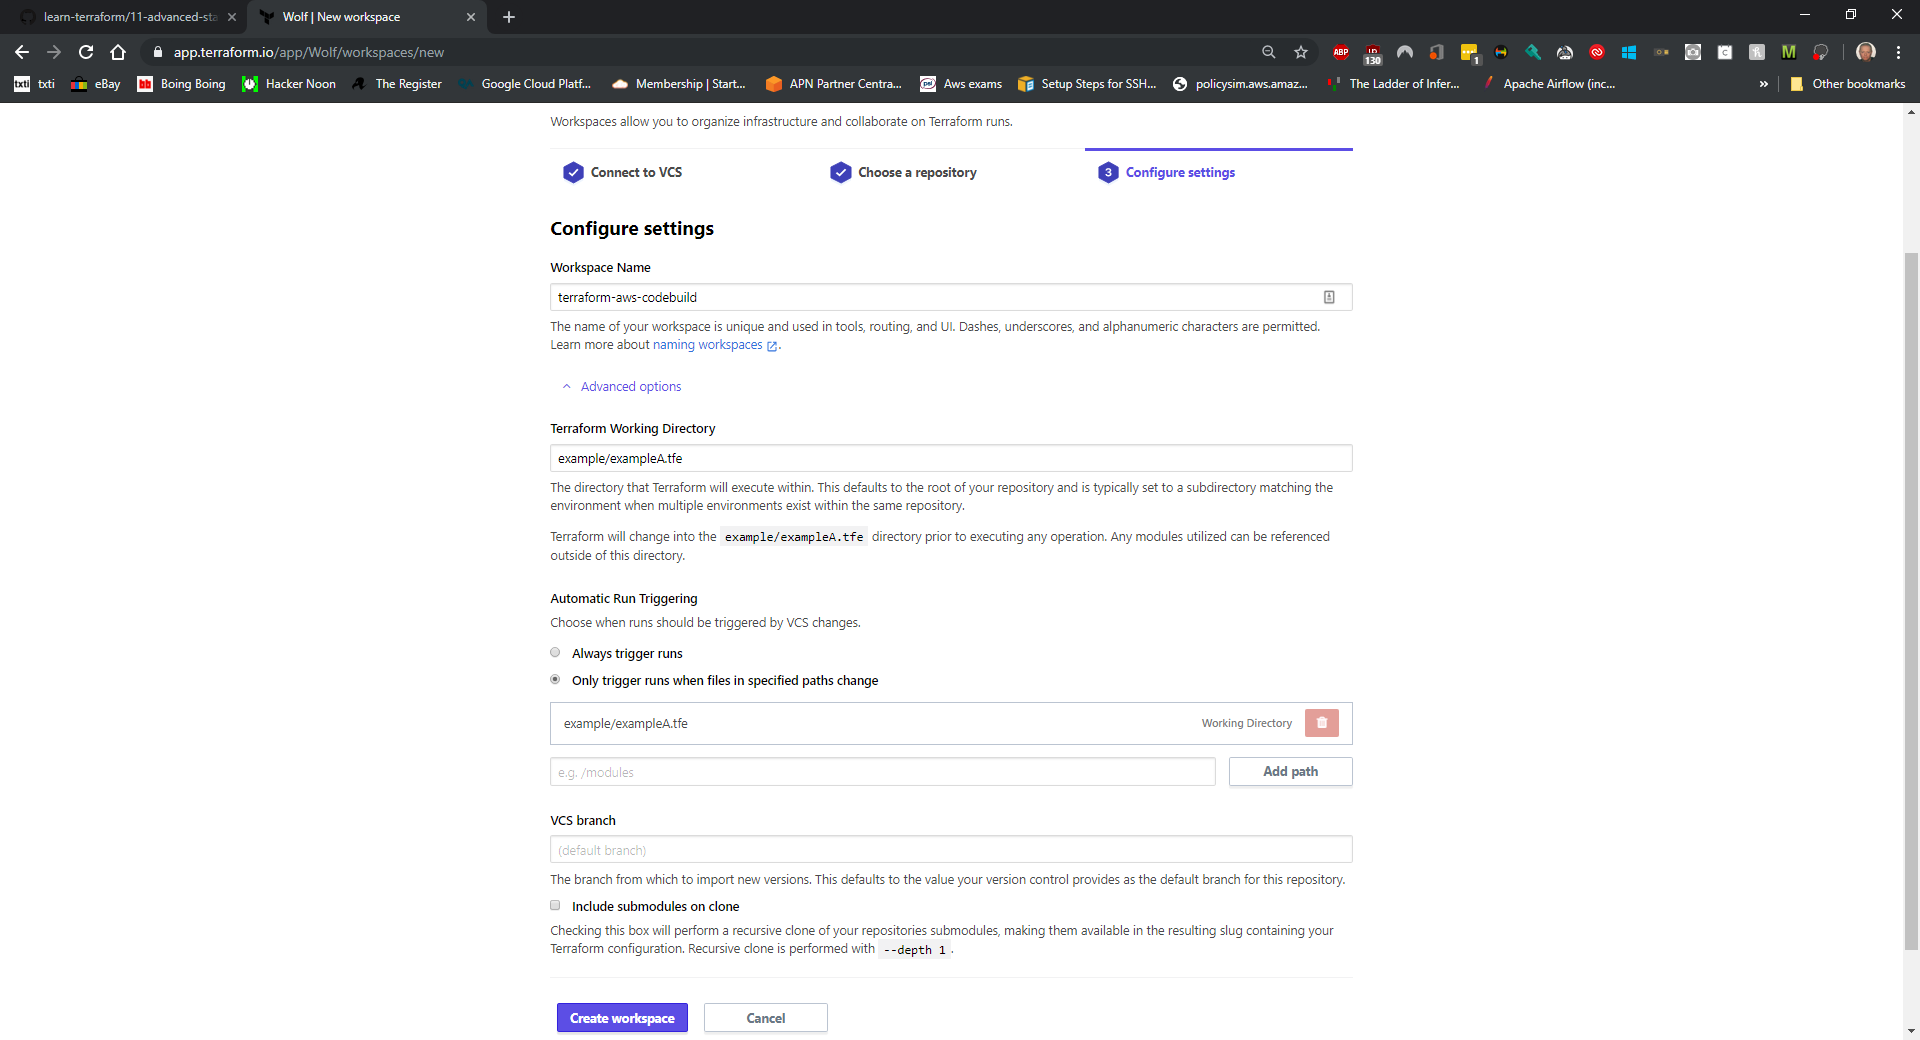 learn-terraform/11-advanced-sta
Wolf | New workspace
app.terraform.io/app/Wolf/workspaces/new
ABP
130
1
C
M
txti txti
eBay
bb Boing Boing
Hacker Noon
The Register
Google Cloud Platf...
Membership | Start...
APN Partner Centra...
psi Aws exams
Setup Steps for SSH...
policysim.aws.amaz...
The Ladder of Infer...
Apache Airflow (inc...
»
Other bookmarks
Workspaces allow you to organize infrastructure and collaborate on Terraform runs.
Connect to VCS
Choose a repository
3 Configure settings
Configure settings
Workspace Name
terraform-aws-codebuild
The name of your workspace is unique and used in tools, routing, and UI. Dashes, underscores, and alphanumeric characters are permitted.
Learn more about naming workspaces .
Advanced options
Terraform Working Directory
example/exampleA.tfe
The directory that Terraform will execute within. This defaults to the root of your repository and is typically set to a subdirectory matching the
environment when multiple environments exist within the same repository.
Terraform will change into the example/exampleA.tfe directory prior to executing any operation. Any modules utilized can be referenced
outside of this directory.
Automatic Run Triggering
Choose when runs should be triggered by VCS changes.
Always trigger runs
Only trigger runs when files in specified paths change
example/exampleA.tfe
Working Directory
e.g. /modules
Add path
VCS branch
(default branch)
The branch from which to import new versions. This defaults to the value your version control provides as the default branch for this repository.
Include submodules on clone
Checking this box will perform a recursive clone of your repositories submodules, making them available in the resulting slug containing your
Terraform configuration. Recursive clone is performed with --depth 1 .
Create workspace
Cancel